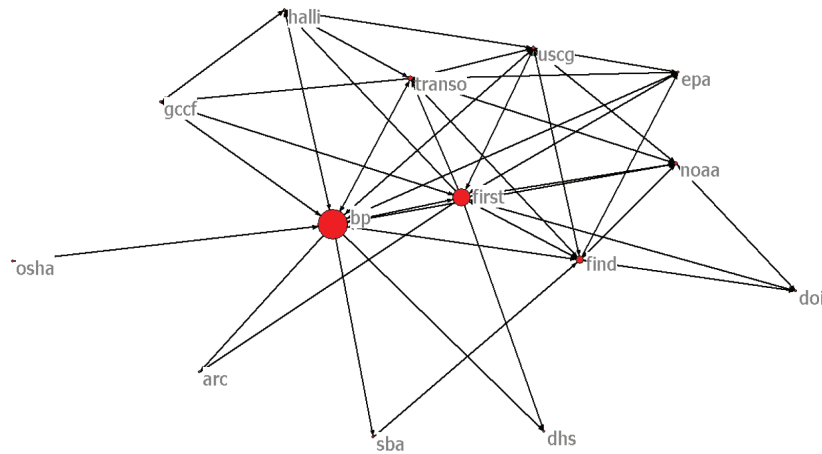 halli
uscg
epa
transo
gccf
noaa
first
bp
find
osha
doi
arc
sba
dhs